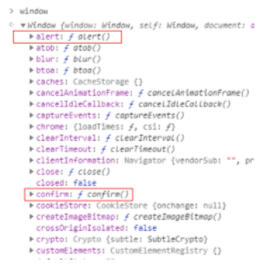 > window
▼Window {window: Window, self: Window, document: d
▶ alert: ƒ alert()
▶ atob: ƒ atob()
▶ blur: ƒ blur()
▶ btoa: ƒ btoa()
▶ caches: CacheStorage {}
▶ cancelAnimationFrame: ƒ cancelAnimationFrame()
▶ cancelIdleCallback: ƒ cancelIdleCallback()
▶ captureEvents: ƒ captureEvents()
▶ chrome: {loadTimes: ƒ, csi: ƒ}
▶ clearInterval: ƒ clearInterval()
▶ clearTimeout: ƒ clearTimeout()
▶ clientInformation: Navigator {vendorSub: "", pr
▶ close: ƒ close()
closed: false
▶ confirm: ƒ confirm()
▶ cookieStore: CookieStore {onchange: null}
▶ createImageBitmap: ƒ createImageBitmap()
crossOriginIsolated: false
▶ crypto: Crypto {subtle: SubtleCrypto}
▶ customElements: CustomElementRegistry {}